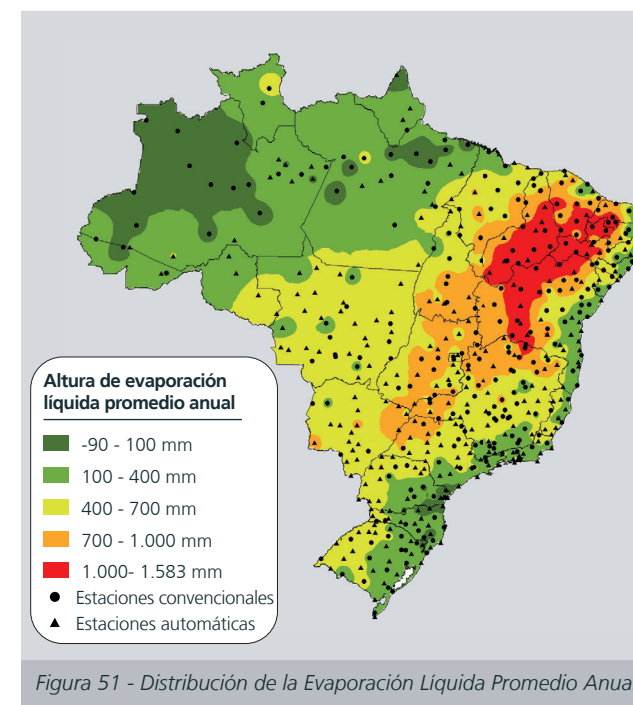 Altura de evaporación
líquida promedio anual
-90 - 100 mm
100 - 400 mm
400 - 700 mm
700 - 1.000 mm
1.000- 1.583 mm
Estaciones convencionales
Estaciones automáticas
Figura 51 - Distribución de la Evaporación Líquida Promedio Anua